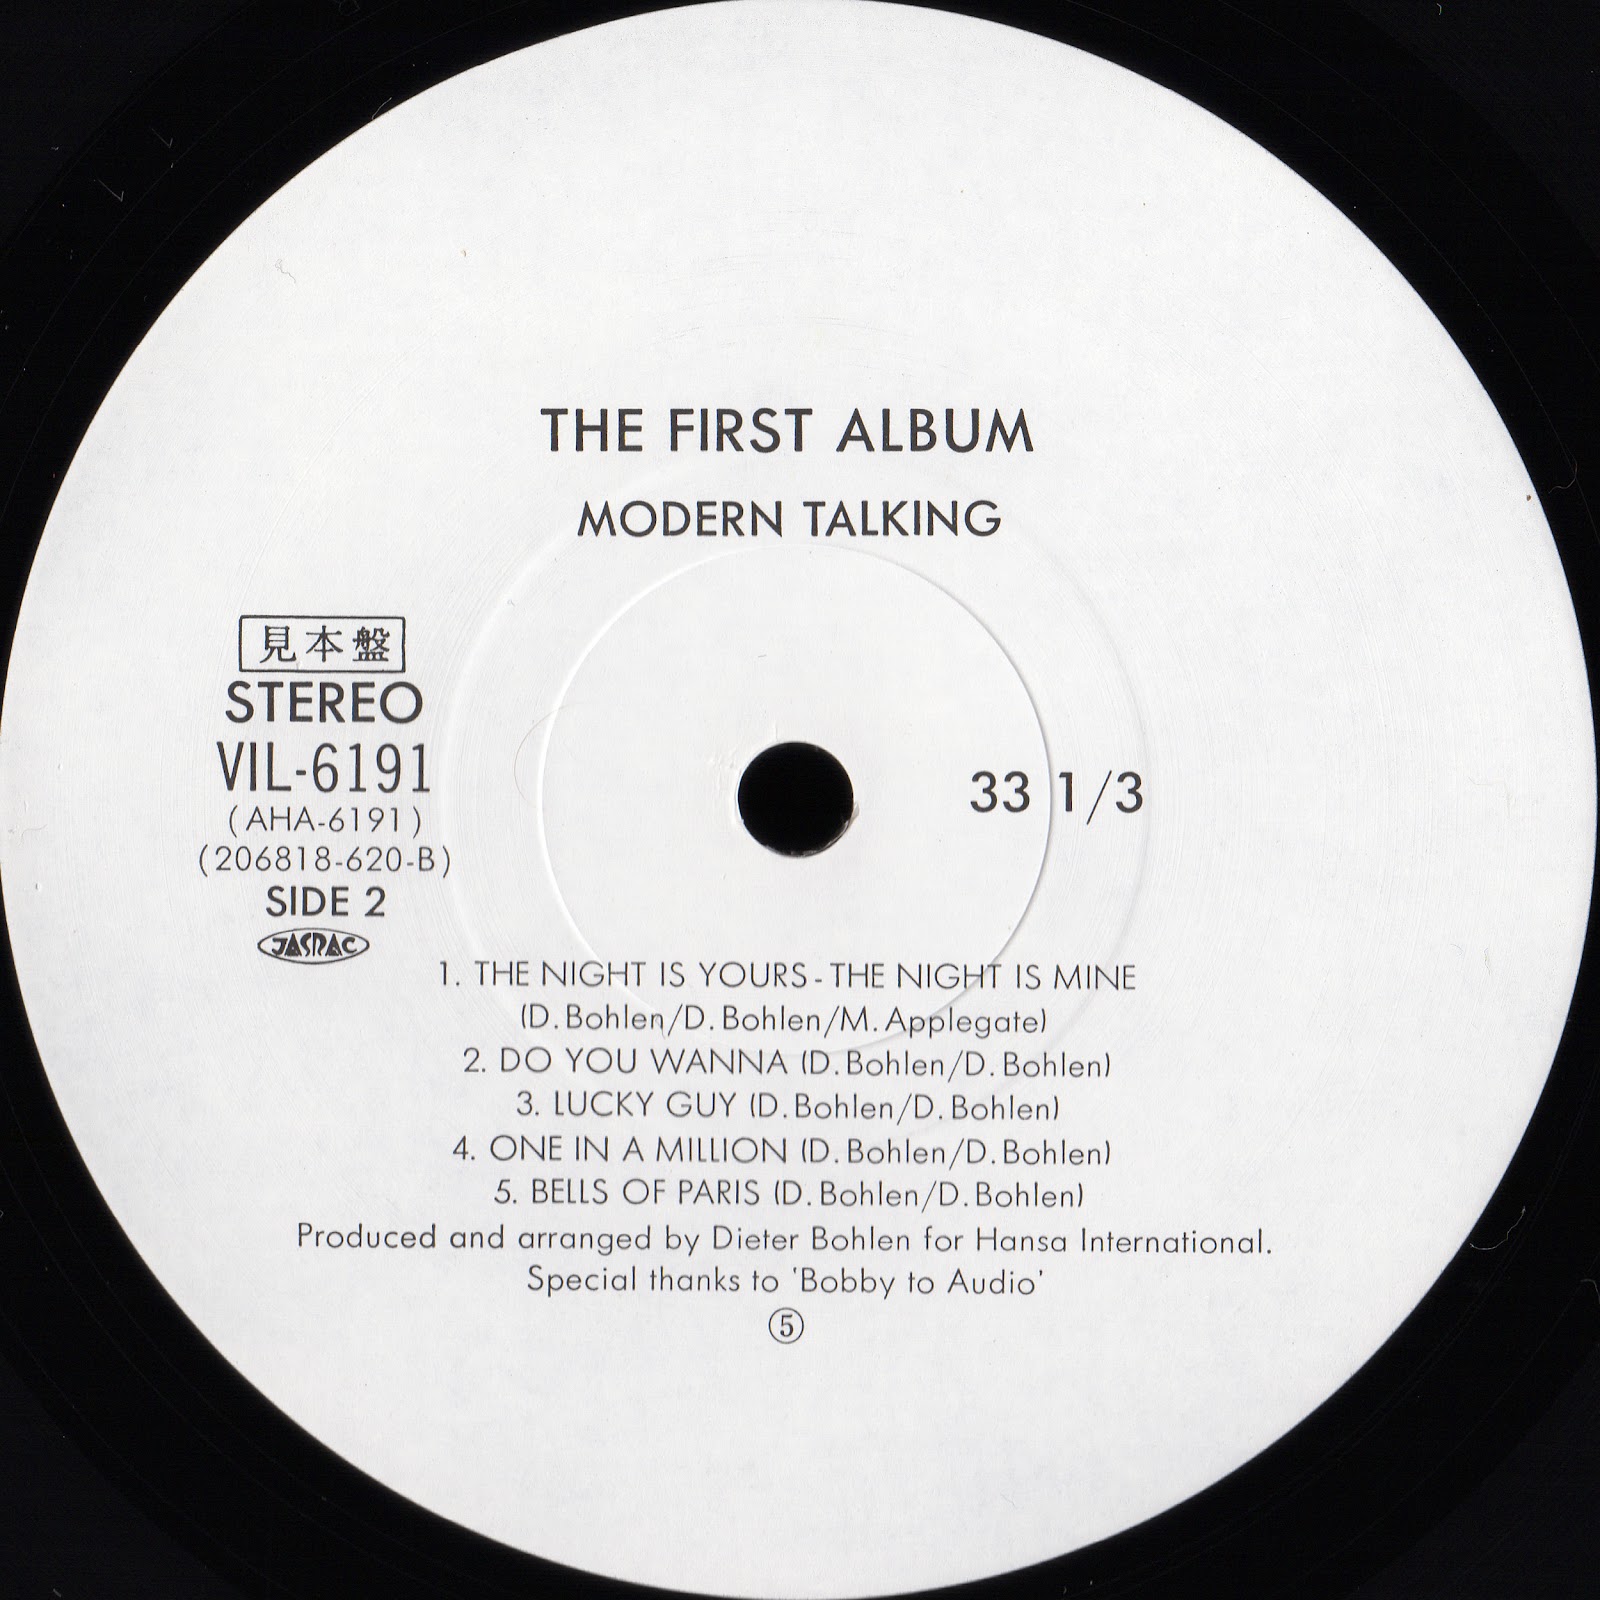 THE FIRST ALBUM
MODERN TALKING
見本盤
STEREO
VIL-6191
(AHA-6191)
(206818-620-B)
SIDE 2
JASRAC
33 1/3
1. THE NIGHT IS YOURS - THE NIGHT IS MINE
(D. Bohlen/D. Bohlen/M. Applegate)
2. DO YOU WANNA (D. Bohlen/D. Bohlen)
3. LUCKY GUY (D. Bohlen/D. Bohlen)
4. ONE IN A MILLION (D. Bohlen/D. Bohlen)
5. BELLS OF PARIS (D. Bohlen/D. Bohlen)
Produced and arranged by Dieter Bohlen for Hansa International.
Special thanks to 'Bobby to Audio'
⑤